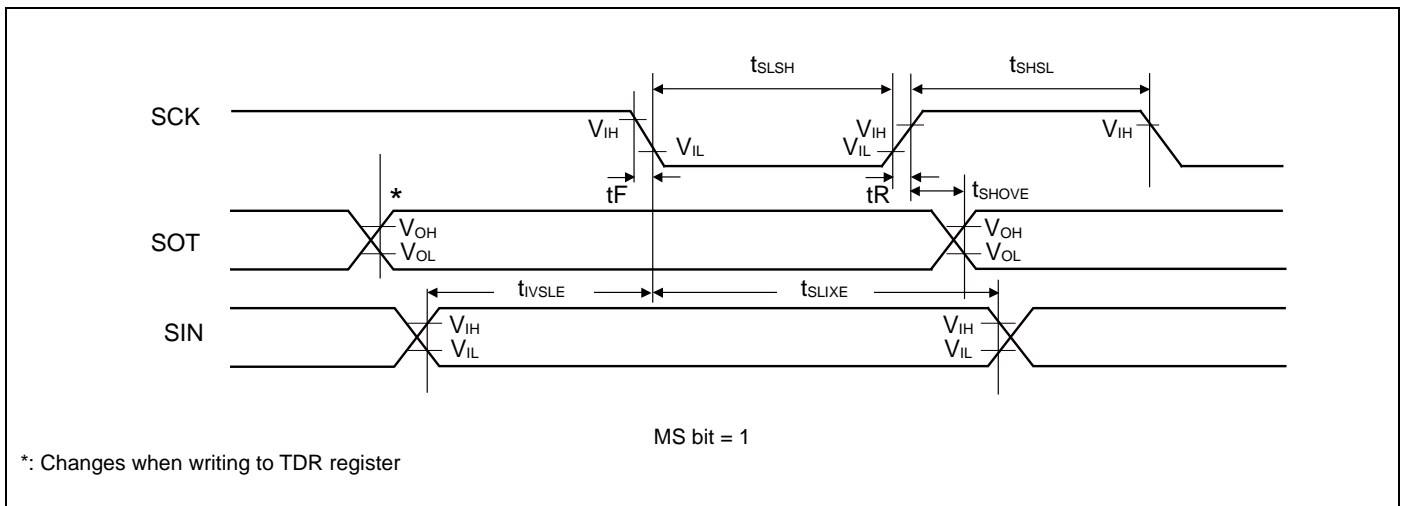 tSLSH tSHSL
SCK
VIH VIL VIL VIH VIH
tF tR tSHOVE
*
SOT
VOH VOH
VOL VOL
tIVSLE tSLIXE
SIN
VIH VIH
VIL VIL
MS bit = 1
*: Changes when writing to TDR register